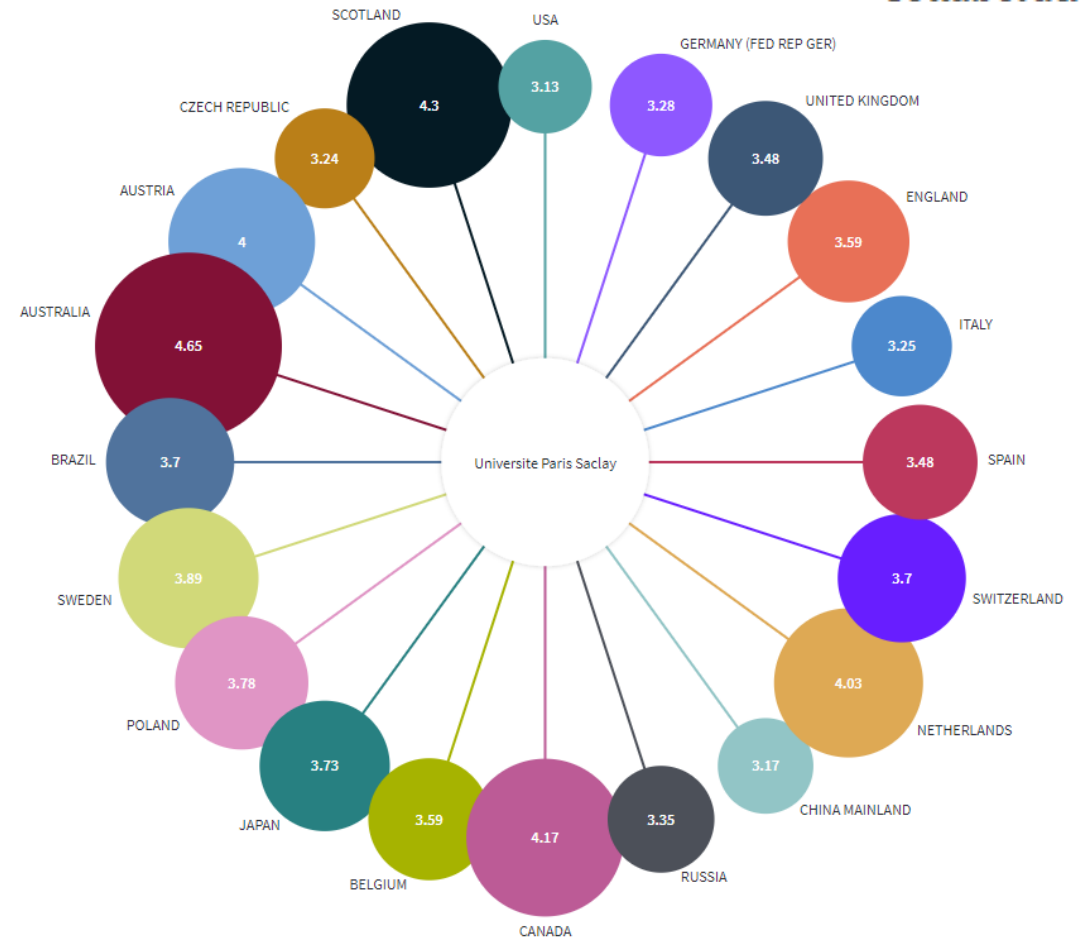 SCOTLAND
USA
GERMANY (FED REP GER)
CZECH REPUBLIC
UNITED KINGDOM
4.3
3.13
3.28
3.24
3.48
AUSTRIA
ENGLAND
4
3.59
AUSTRALIA
ITALY
4.65
3.25
BRAZIL
3.7
Universite Paris Saclay
3.48
SPAIN
3.89
3.7
SWEDEN
SWITZERLAND
3.78
4.03
POLAND
NETHERLANDS
3.73
3.17
JAPAN
CHINA MAINLAND
3.59
4.17
3.35
BELGIUM
RUSSIA
CANADA